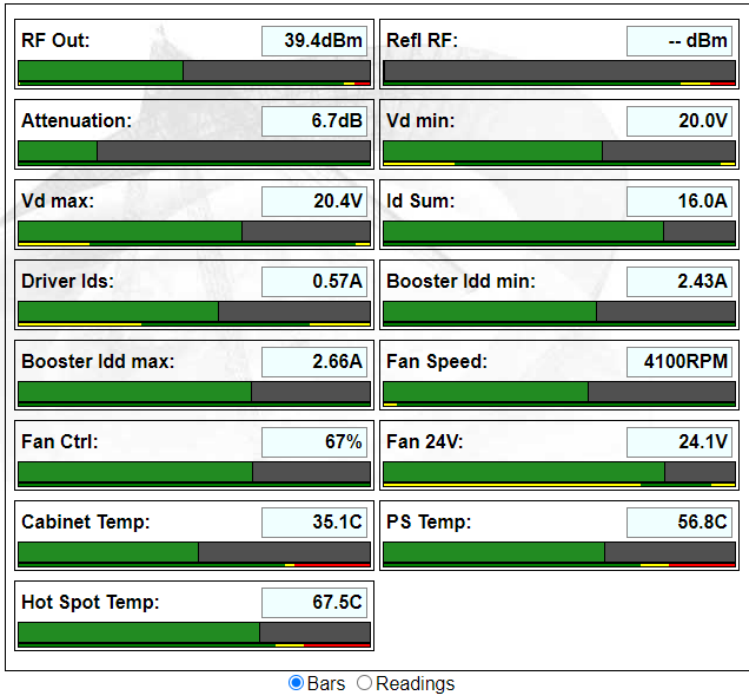 RF Out: 39.4dBm Refl RF: -- dBm
Attenuation: 6.7dB Vd min: 20.0V
Vd max: 20.4V Id Sum: 16.0A
Driver Ids: 0.57A Booster Idd min: 2.43A
Booster Idd max: 2.66A Fan Speed: 4100RPM
Fan Ctrl: 67% Fan 24V: 24.1V
Cabinet Temp: 35.1C PS Temp: 56.8C
Hot Spot Temp: 67.5C
Bars Readings